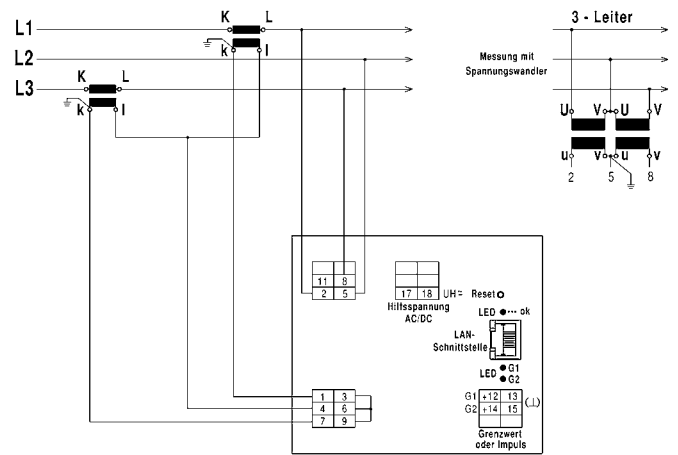 K L
3 - Leiter
L1
k l
L2
Messung mit
Spannungswandler
K L
L3
k l
U V U V
u v u v
2 5 8
11 8
2 5
17 18 UH≂
Hilfsspannung
AC/DC
Reset
LED ... ok
LAN-
Schnittstelle
LED G1
G2
1 3
4 6
7 9
G1 +12 13 (⊥)
G2 +14 15
Grenzwert
oder Impuls